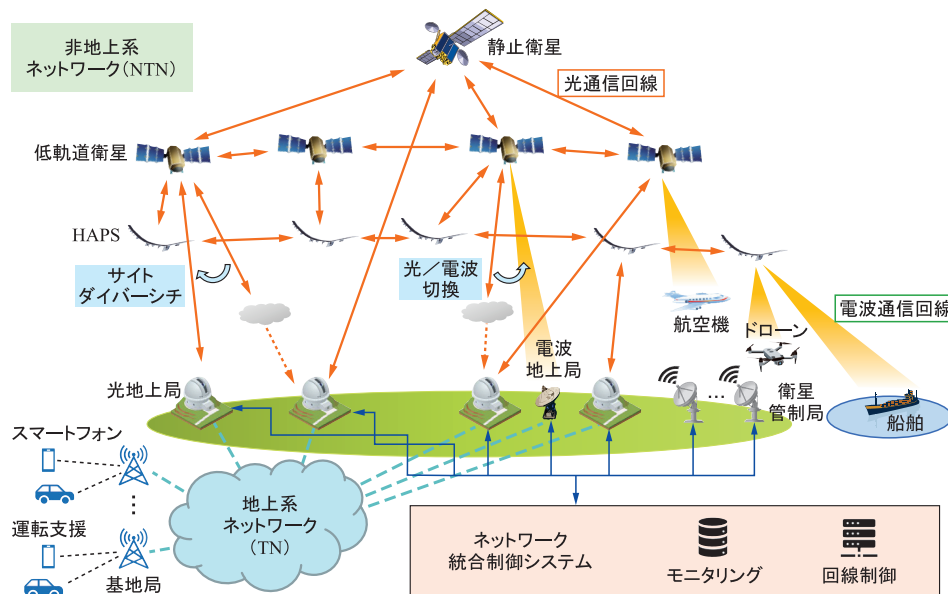 非地上系
ネットワーク(NTN)
静止衛星
光通信回線
低軌道衛星
HAPS
サイト
ダイバーシチ
光/電波
切換
航空機
電波通信回線
ドローン
電波
地上局
光地上局
…
衛星
管制局
船舶
スマートフォン
地上系
ネットワーク
(TN)
運転支援
基地局
ネットワーク
統合制御システム
モニタリング
回線制御